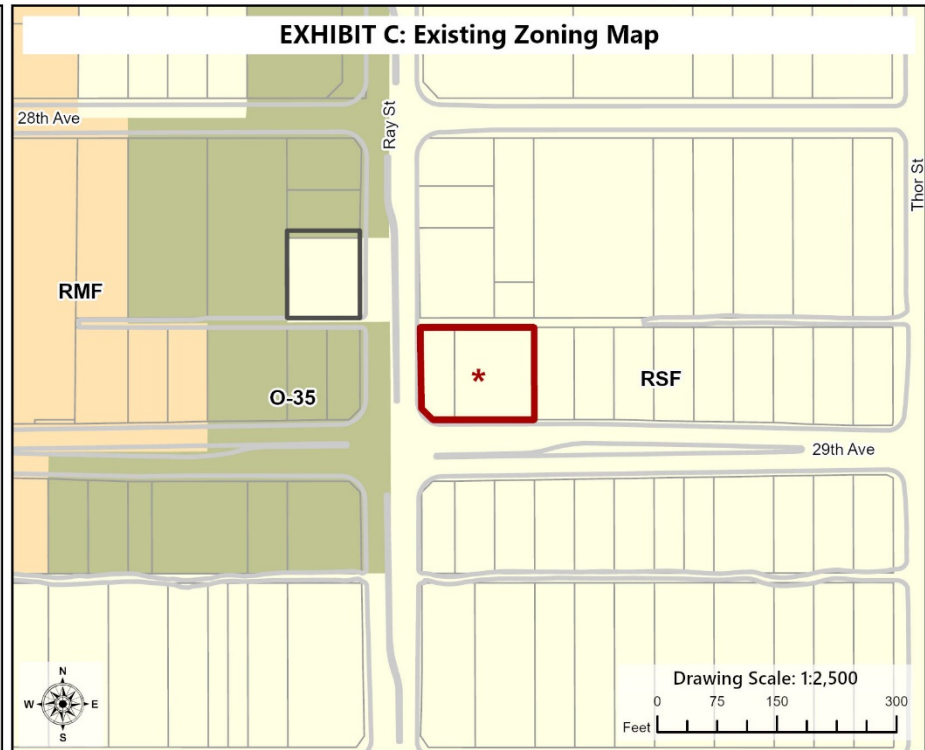 EXHIBIT C: Existing Zoning Map
28th Ave
Ray St
Thor St
RMF
*
RSF
O-35
29th Ave
N
W E
S
Drawing Scale: 1:2,500
0 75 150 300
Feet